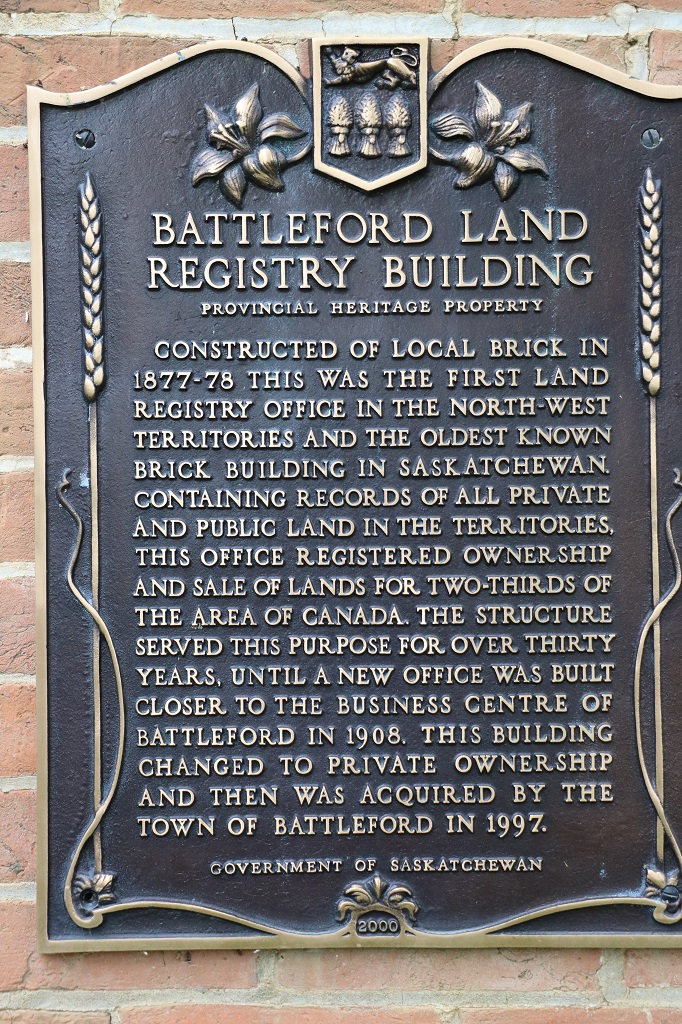 BATTLEFORD LAND
REGISTRY BUILDING
PROVINCIAL HERITAGE PROPERTY
CONSTRUCTED OF LOCAL BRICK IN
1877-78 THIS WAS THE FIRST LAND
REGISTRY OFFICE IN THE NORTH-WEST
TERRITORIES AND THE OLDEST KNOWN
BRICK BUILDING IN SASKATCHEWAN.
CONTAINING RECORDS OF ALL PRIVATE
AND PUBLIC LAND IN THE TERRITORIES,
THIS OFFICE REGISTERED OWNERSHIP
AND SALE OF LANDS FOR TWO-THIRDS OF
THE AREA OF CANADA. THE STRUCTURE
SERVED THIS PURPOSE FOR OVER THIRTY
YEARS, UNTIL A NEW OFFICE WAS BUILT
CLOSER TO THE BUSINESS CENTRE OF
BATTLEFORD IN 1908. THIS BUILDING
CHANGED TO PRIVATE OWNERSHIP
AND THEN WAS ACQUIRED BY THE
TOWN OF BATTLEFORD IN 1997.
GOVERNMENT OF SASKATCHEWAN
2000